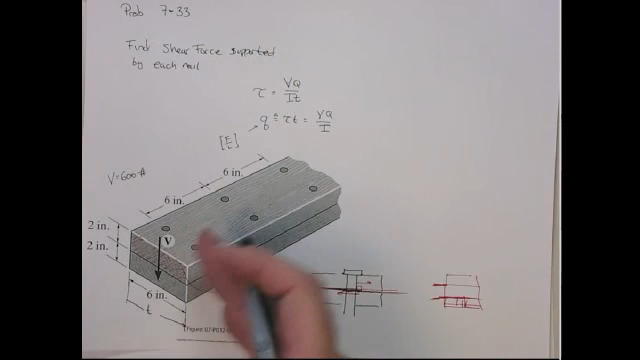 Prob 7-33
Find Shear Force supported
by each nail
τ = VQ
It
q = τt = VQ
I
[F/L]
V=600#
6 in.
6 in.
2 in.
2 in.
V
6 in.
t